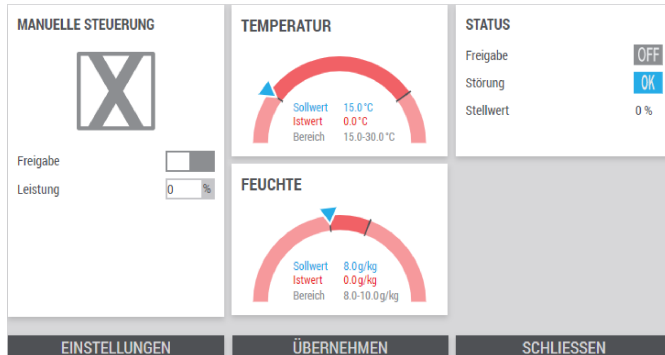 MANUELLE STEUERUNG
Freigabe
Leistung 0 %
TEMPERATUR
Sollwert 15.0°C
Istwert 0.0°C
Bereich 15.0-30.0°C
FEUCHTE
Sollwert 8.0g/kg
Istwert 0.0g/kg
Bereich 8.0-10.0g/kg
STATUS
Freigabe OFF
Störung OK
Stellwert 0 %
EINSTELLUNGEN ÜBERNEHMEN SCHLIESSEN